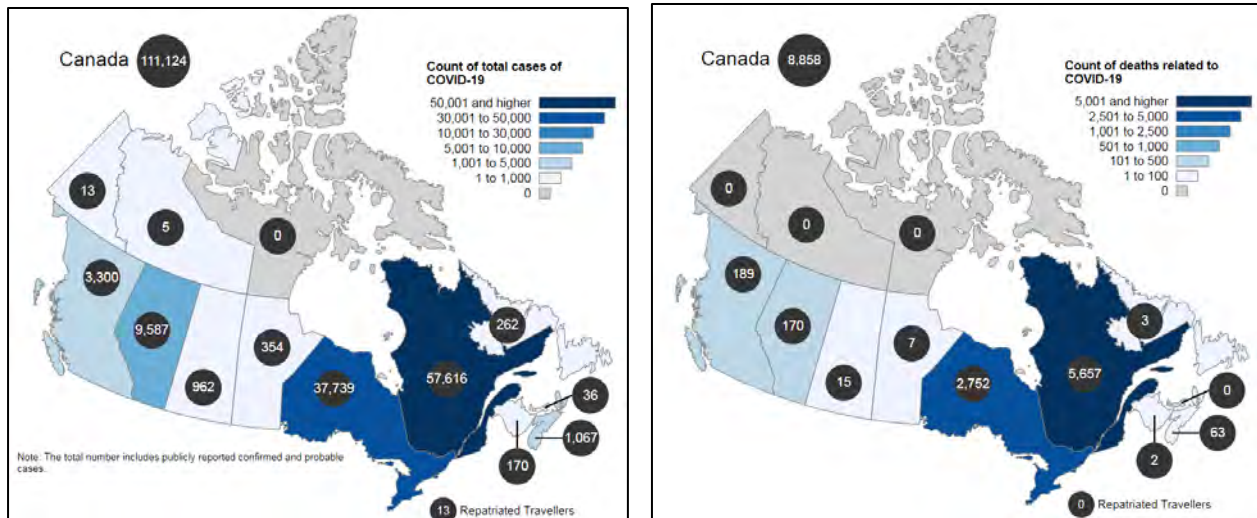 Canada 111,124
Count of total cases of
COVID-19
50,001 and higher
30,001 to 50,000
10,001 to 30,000
5,001 to 10,000
1,001 to 5,000
1 to 1,000
0
13
5
0
3,300
9,587
962
354
37,739
57,616
262
36
1,067
170
Note: The total number includes publicly reported confirmed and probable
cases.
13 Repatriated Travellers
Canada 8,858
Count of deaths related to
COVID-19
5,001 and higher
2,501 to 5,000
1,001 to 2,500
501 to 1,000
101 to 500
1 to 100
0
0
0
0
189
170
15
7
2,752
5,657
3
0
63
2
0 Repatriated Travellers